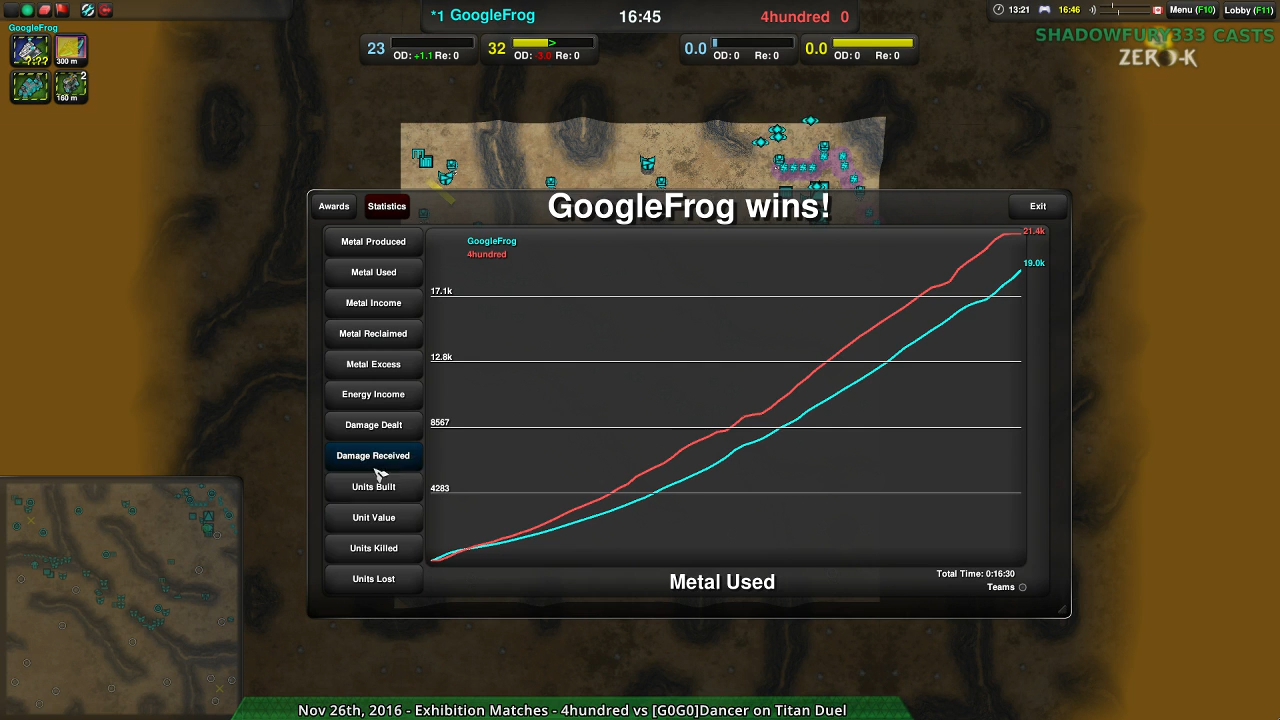 *1 GoogleFrog 16:45 4hundred 0
13:21 16:46 Menu (F10) Lobby (F11)
GoogleFrog
SHADOWFURY333 CASTS
ZERO-K
23 OD: +1.1 Re: 0
32 OD: -3.0 Re: 0
0.0 OD: 0 Re: 0
0.0 OD: 0 Re: 0
????
300 m
2
160 m
Awards Statistics GoogleFrog wins! Exit
Metal Produced
Metal Used
Metal Income
Metal Reclaimed
Metal Excess
Energy Income
Damage Dealt
Damage Received
Units Built
Unit Value
Units Killed
Units Lost
GoogleFrog
4hundred
21.4k
19.0k
17.1k
12.8k
8567
4283
Metal Used
Total Time: 0:16:30
Teams
Nov 26th, 2016 - Exhibition Matches - 4hundred vs [G0G0]Dancer on Titan Duel